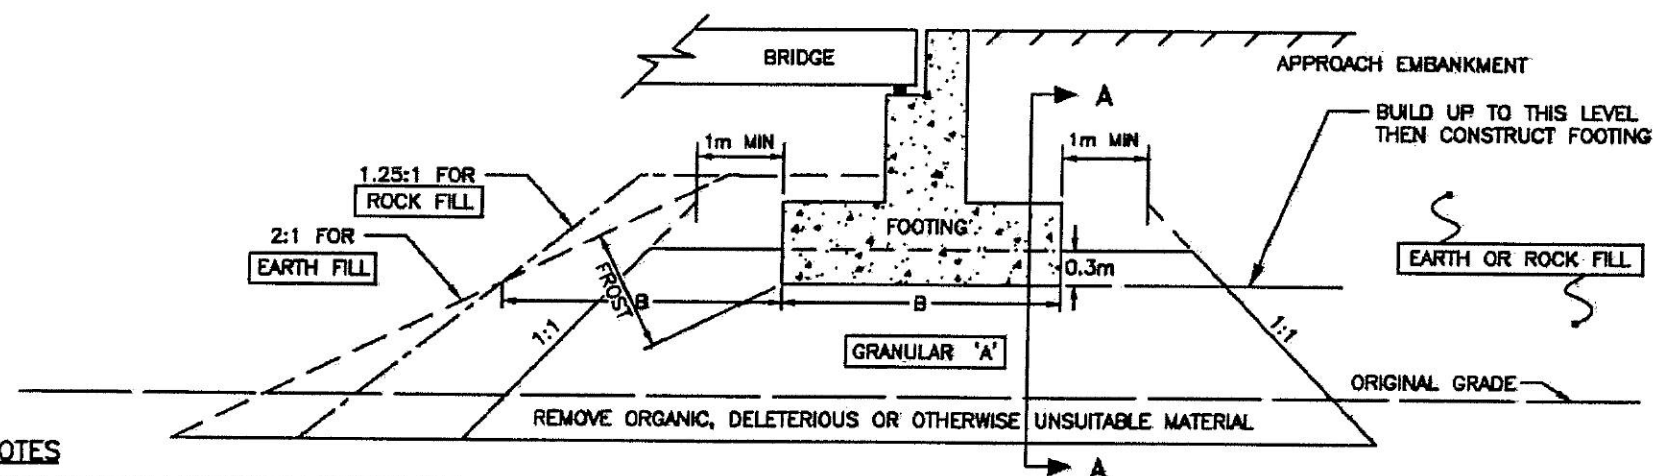 BRIDGE
APPROACH EMBANKMENT
A
BUILD UP TO THIS LEVEL
THEN CONSTRUCT FOOTING
1m MIN
1m MIN
1.25:1 FOR
ROCK FILL
2:1 FOR
EARTH FILL
FOOTING
EARTH OR ROCK FILL
0.3m
FROST
B
B
1:1
1:1
GRANULAR 'A'
ORIGINAL GRADE
REMOVE ORGANIC, DELETERIOUS OR OTHERWISE UNSUITABLE MATERIAL
OTES
A